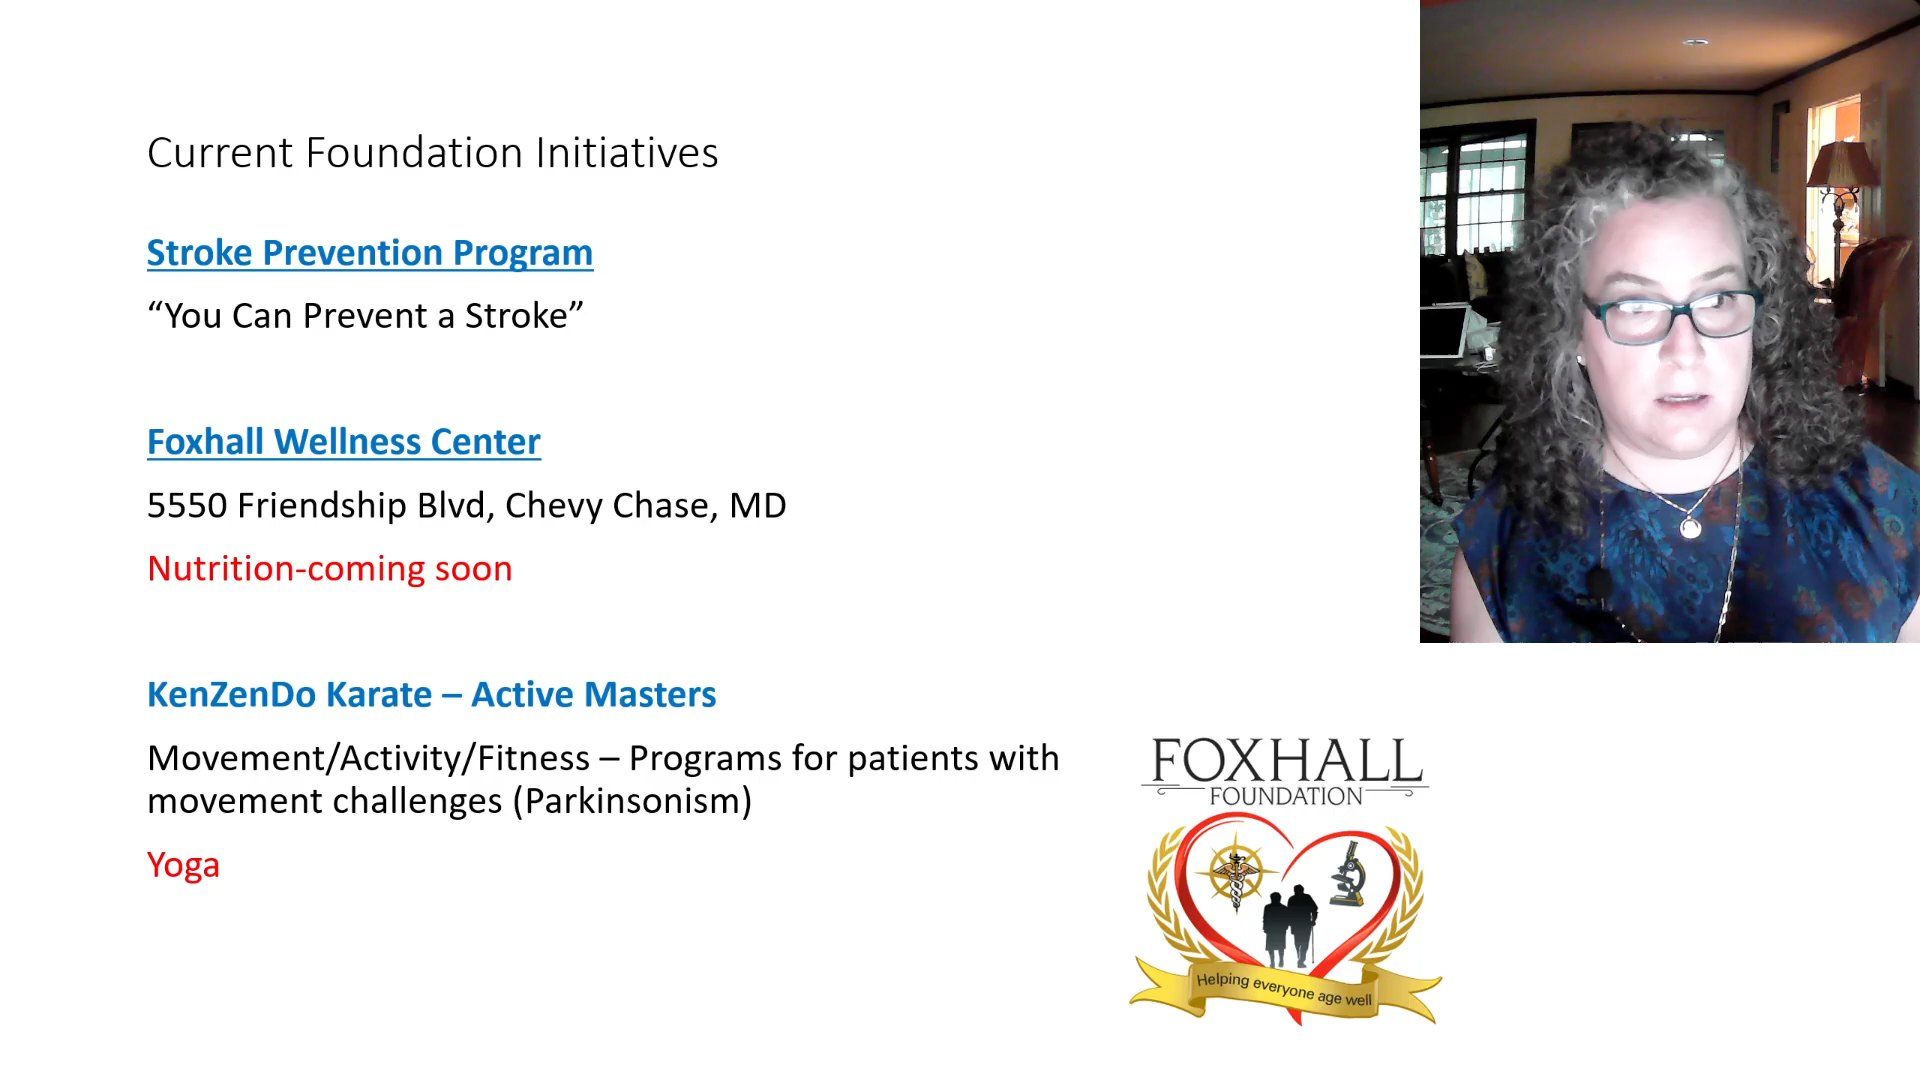 Current Foundation Initiatives
Stroke Prevention Program
“You Can Prevent a Stroke”
Foxhall Wellness Center
5550 Friendship Blvd, Chevy Chase, MD
Nutrition-coming soon
KenZenDo Karate – Active Masters
Movement/Activity/Fitness – Programs for patients with
movement challenges (Parkinsonism)
Yoga
FOXHALL
FOUNDATION
Helping everyone age well